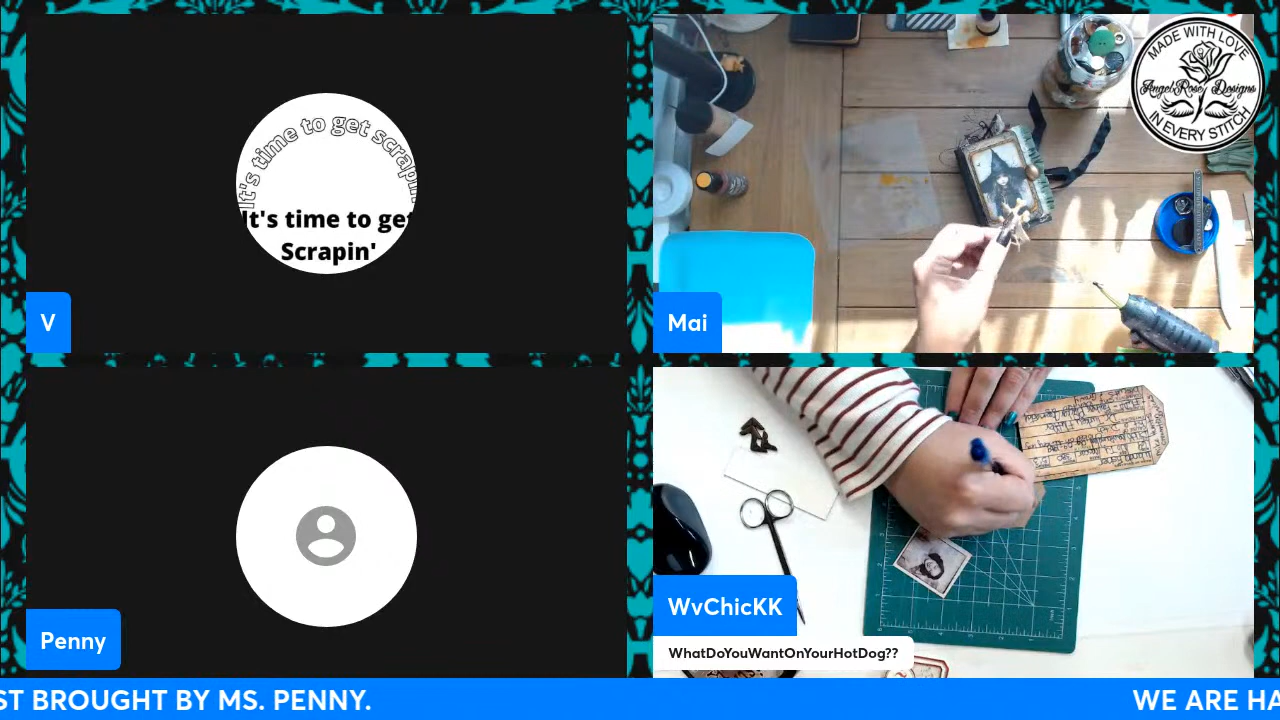 It's time to get scrapin'
It's time to get
Scrapin'
V
MADE WITH LOVE
AngelRose Designs
IN EVERY STITCH
Mai
Penny
WvChicKK
WhatDoYouWantOnYourHotDog??
ST BROUGHT BY MS. PENNY.
WE ARE HA